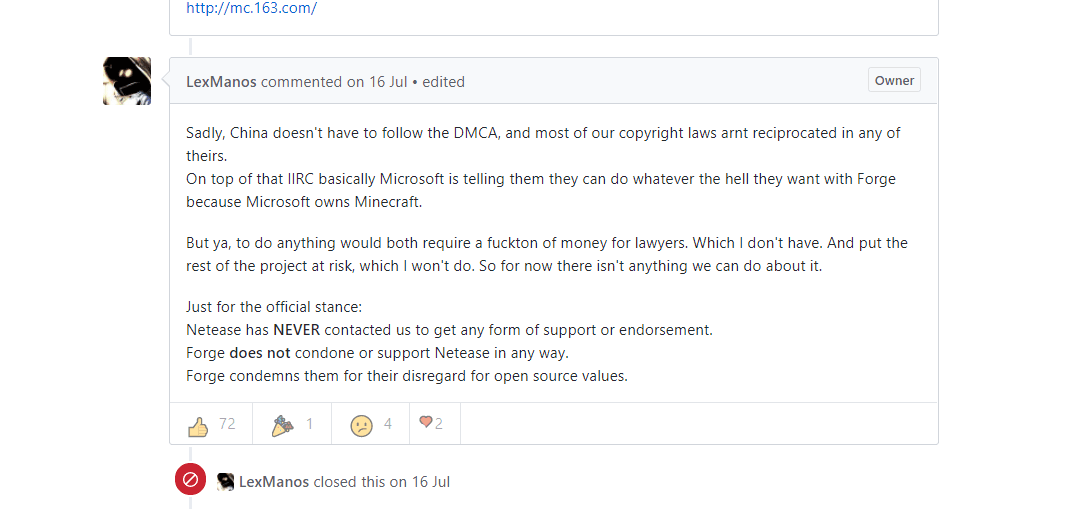 http://mc.163.com/
LexManos commented on 16 Jul • edited
Owner
Sadly, China doesn't have to follow the DMCA, and most of our copyright laws arnt reciprocated in any of
theirs.
On top of that IIRC basically Microsoft is telling them they can do whatever the hell they want with Forge
because Microsoft owns Minecraft.
But ya, to do anything would both require a fuckton of money for lawyers. Which I don't have. And put the
rest of the project at risk, which I won't do. So for now there isn't anything we can do about it.
Just for the official stance:
Netease has NEVER contacted us to get any form of support or endorsement.
Forge does not condone or support Netease in any way.
Forge condemns them for their disregard for open source values.
72 1 4 2
LexManos closed this on 16 Jul